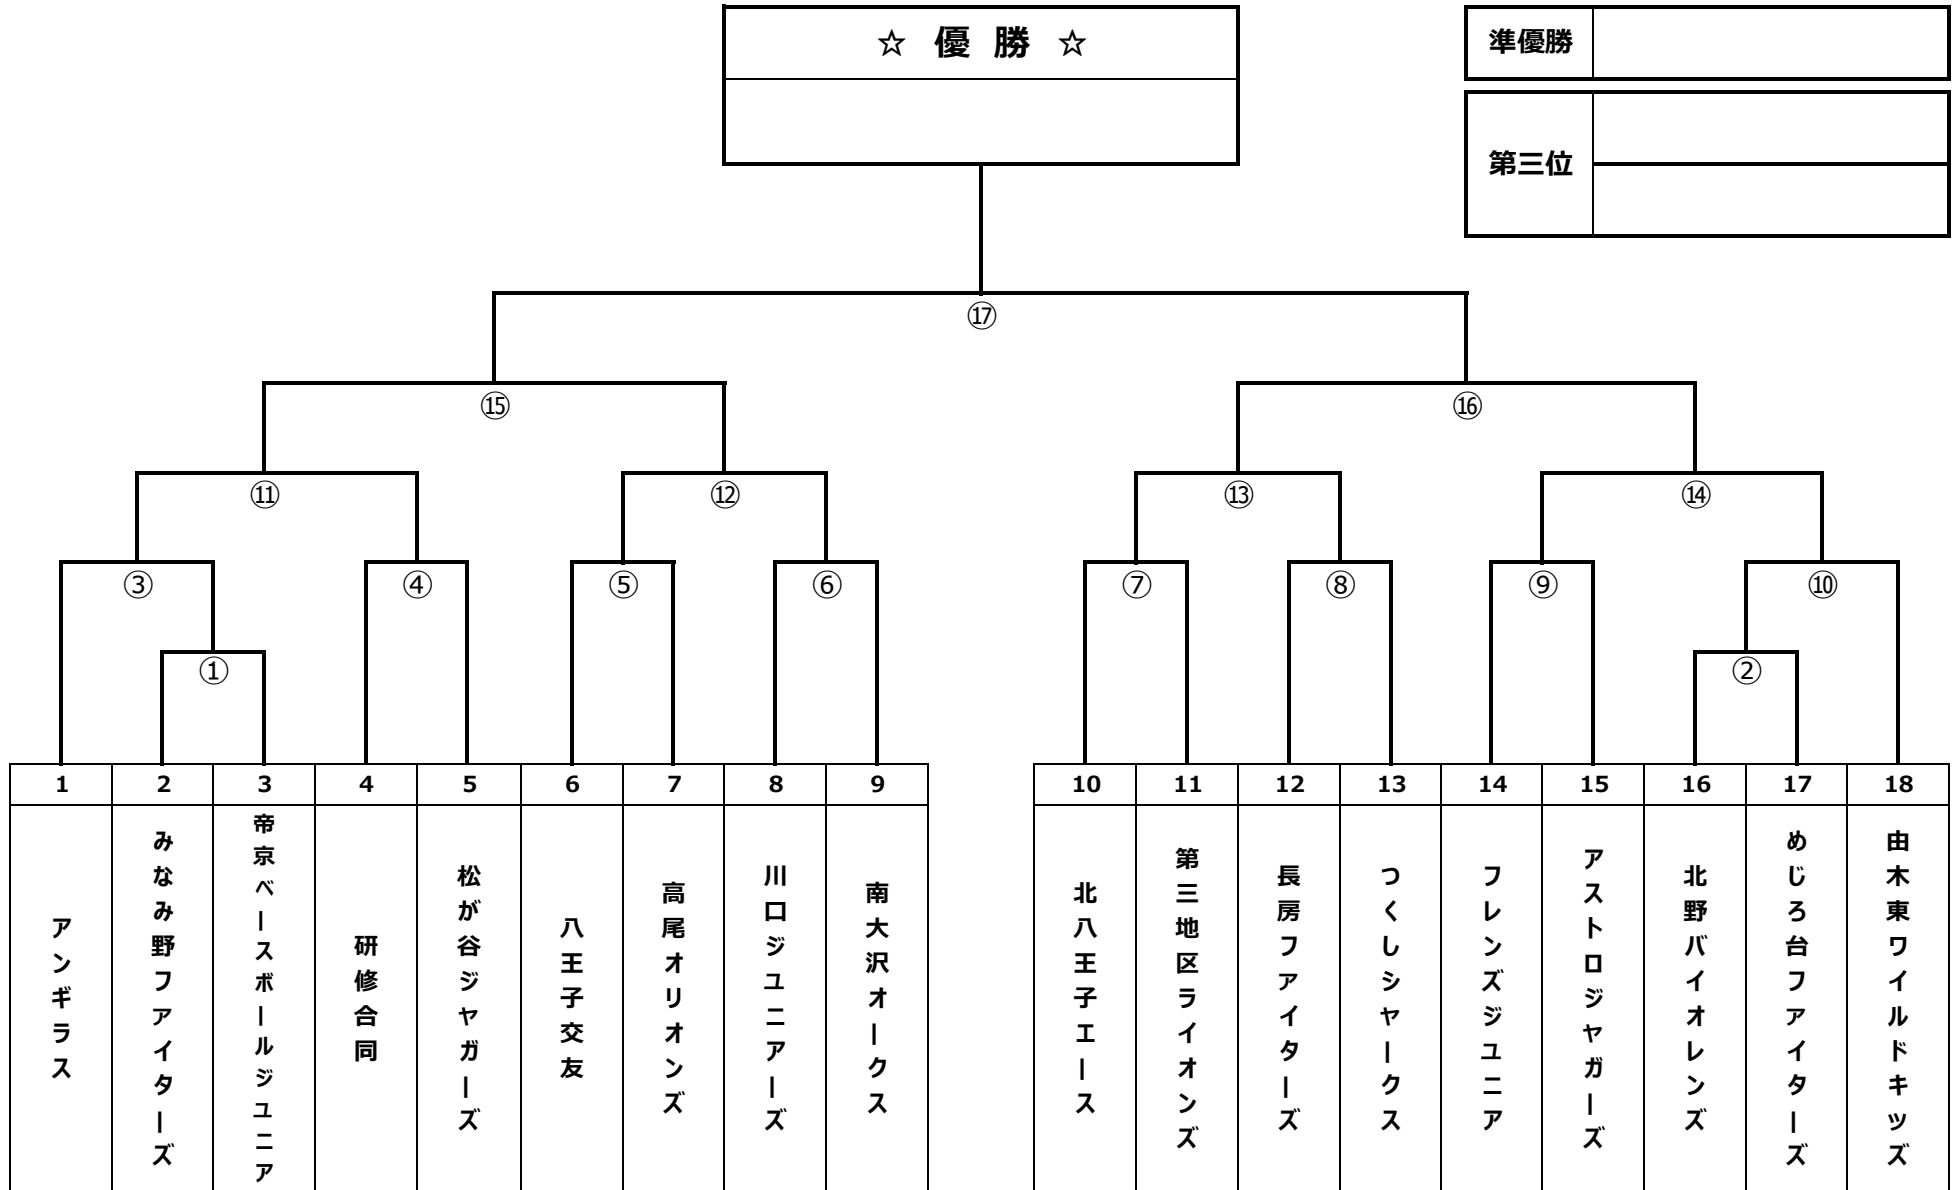 ☆ 優 勝 ☆
準優勝
第三位
⑰
⑮
⑯
⑪
⑫
⑬
⑭
③
④
⑤
⑥
⑦
⑧
⑨
⑩
①
②
1
2
3
4
5
6
7
8
9
10
11
12
13
14
15
16
17
18
アンギラス
みなみ野ファイターズ
帝京ベースボールジュニア
研修合同
松が谷ジャガーズ
八王子交友
高尾オリオンズ
川口ジュニアーズ
南大沢オークス
北八王子エース
第三地区ライオンズ
長房ファイターズ
つくしシャークス
フレンズジュニア
アストロジャガーズ
北野バイオレンズ
めじろ台ファイターズ
由木東ワイルドキッズ